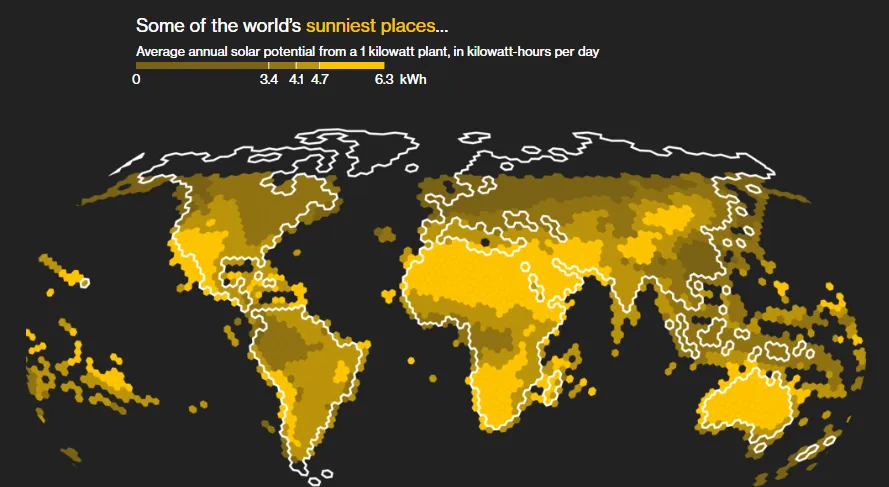 Some of the world's sunniest places...
Average annual solar potential from a 1 kilowatt plant, in kilowatt-hours per day
0 3.4 4.1 4.7 6.3 kWh